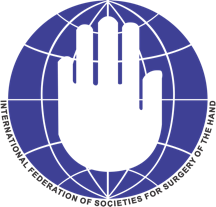 INTERNATIONAL FEDERATION OF SOCIETIES FOR SURGERY OF THE HAND